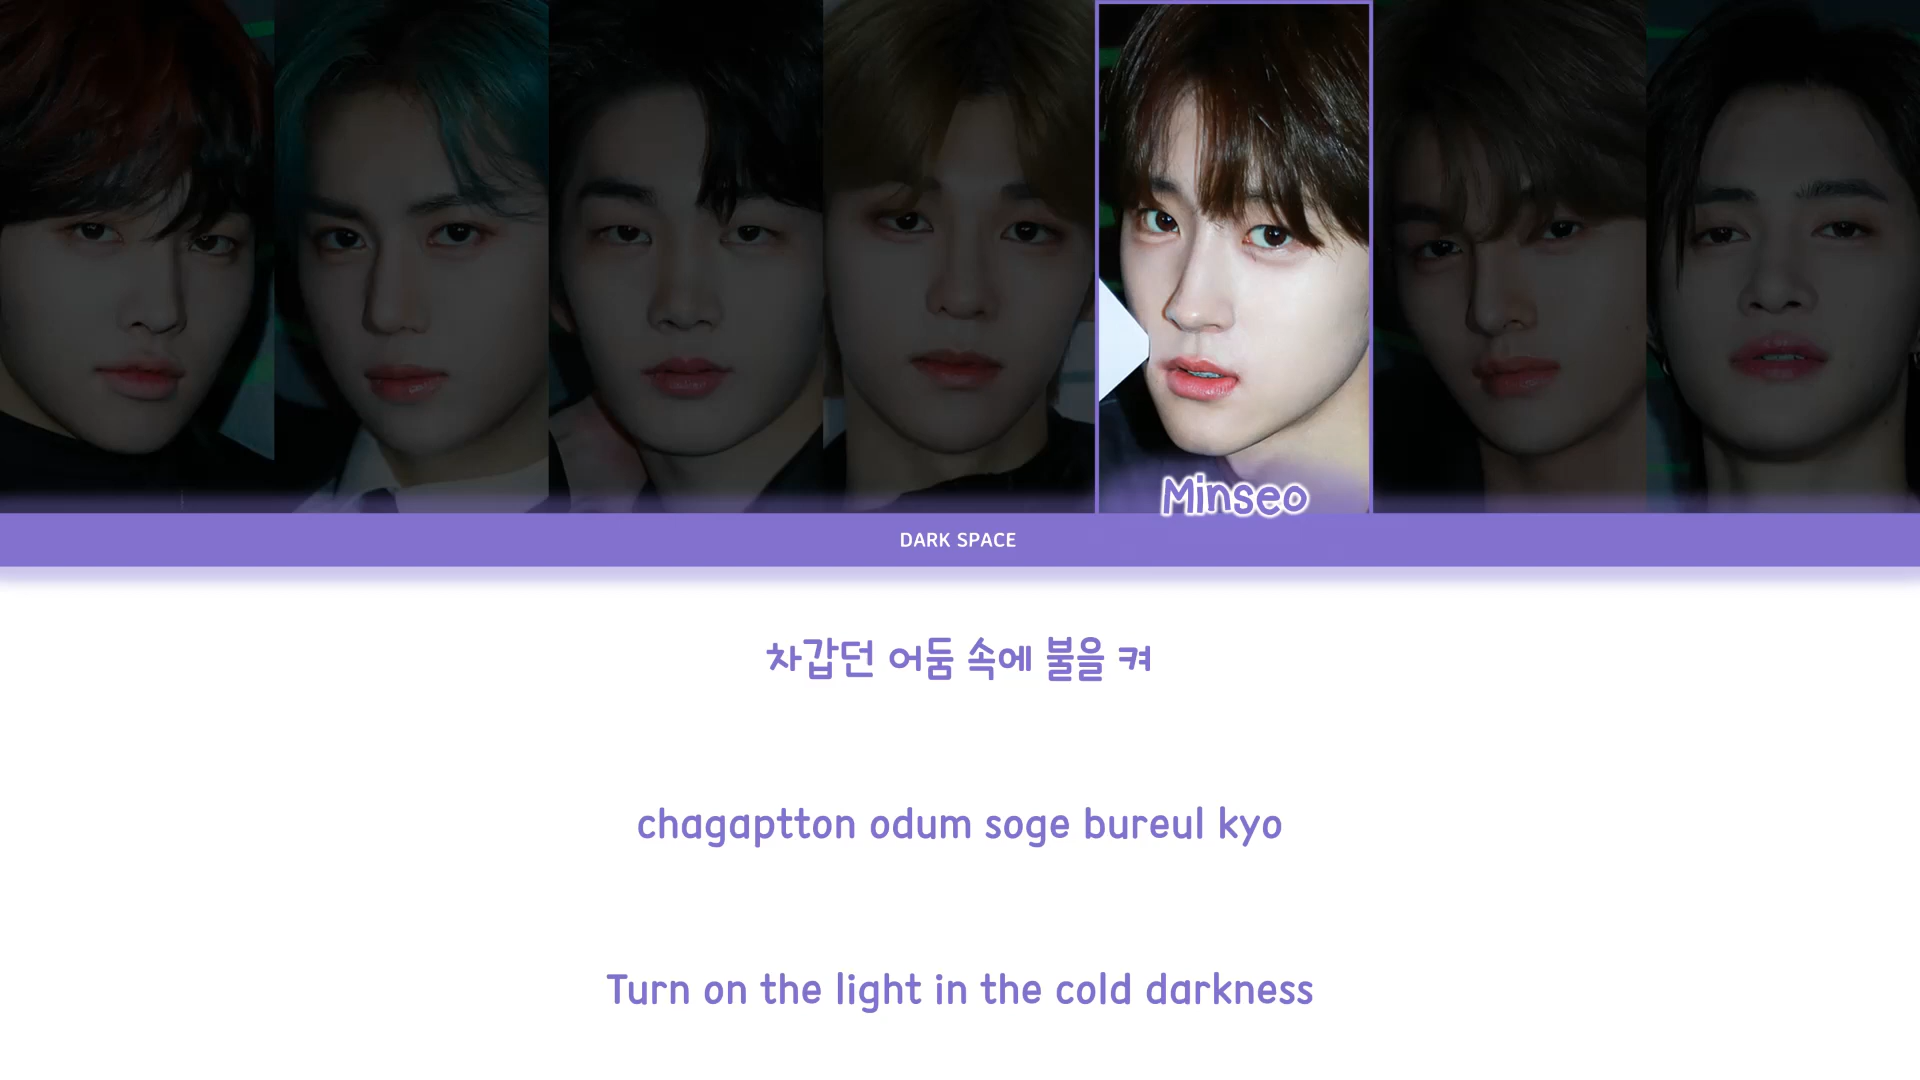 Minseo
DARK SPACE
차갑던 어둠 속에 불을 켜
chagaptton odum soge bureul kyo
Turn on the light in the cold darkness